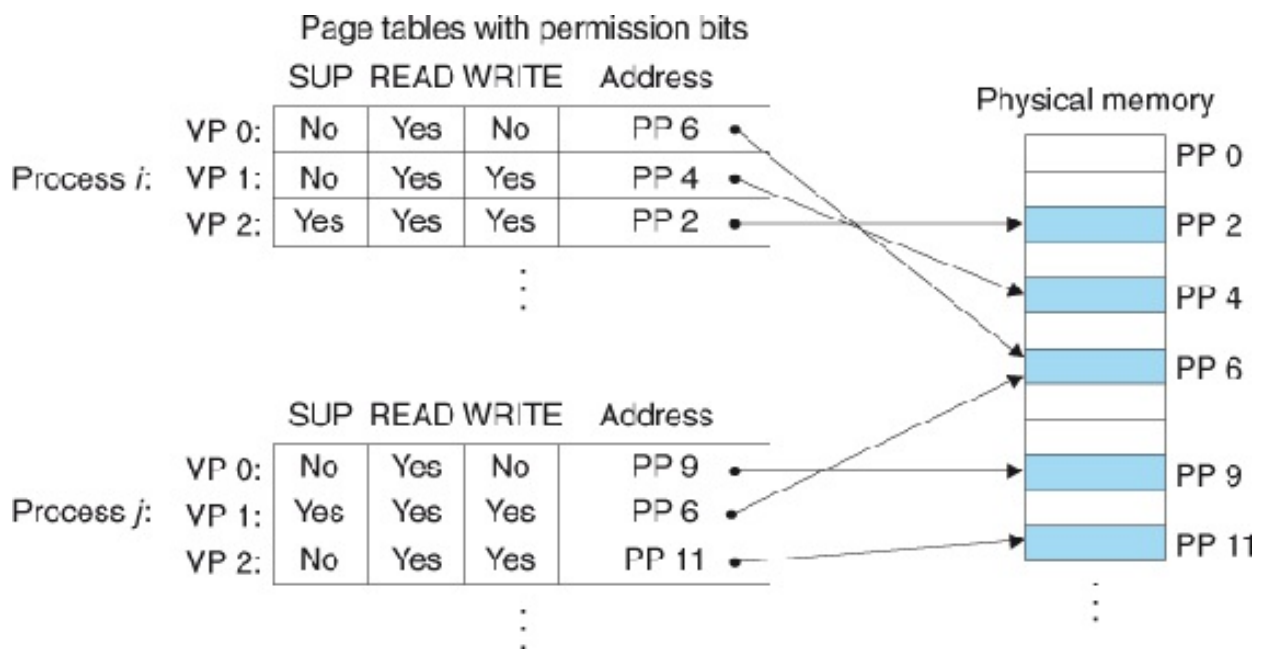 Page tables with permission bits
SUP READ WRITE Address
Physical memory
VP 0: No Yes No PP 6
PP 0
Process i: VP 1: No Yes Yes PP 4
VP 2: Yes Yes Yes PP 2
PP 2
PP 4
PP 6
SUP READ WRITE Address
VP 0: No Yes No PP 9
PP 9
Process j: VP 1: Yes Yes Yes PP 6
VP 2: No Yes Yes PP 11
PP 11